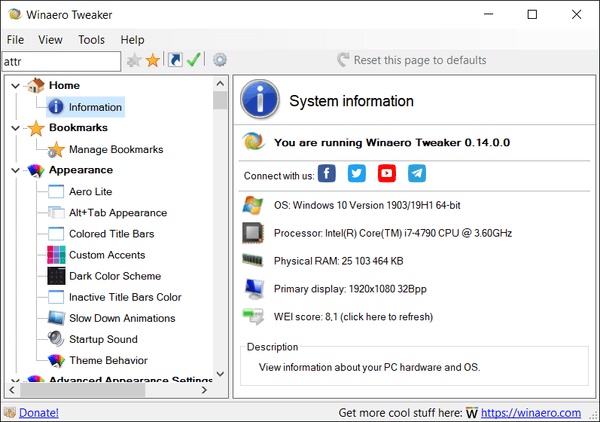 Winaero Tweaker
File View Tools Help
attr
Reset this page to defaults
Home
Information
Bookmarks
Manage Bookmarks
Appearance
Aero Lite
Alt+Tab Appearance
Colored Title Bars
Custom Accents
Dark Color Scheme
Inactive Title Bars Color
Slow Down Animations
Startup Sound
Theme Behavior
Advanced Appearance Settings
System information
You are running Winaero Tweaker 0.14.0.0
Connect with us:
OS: Windows 10 Version 1903/19H1 64-bit
Processor: Intel(R) Core(TM) i7-4790 CPU @ 3.60GHz
Physical RAM: 25 103 464 KB
Primary display: 1920x1080 32Bpp
WEI score: 8,1 (click here to refresh)
Description
View information about your PC hardware and OS.
Donate!
Get more cool stuff here: W https://winaero.com